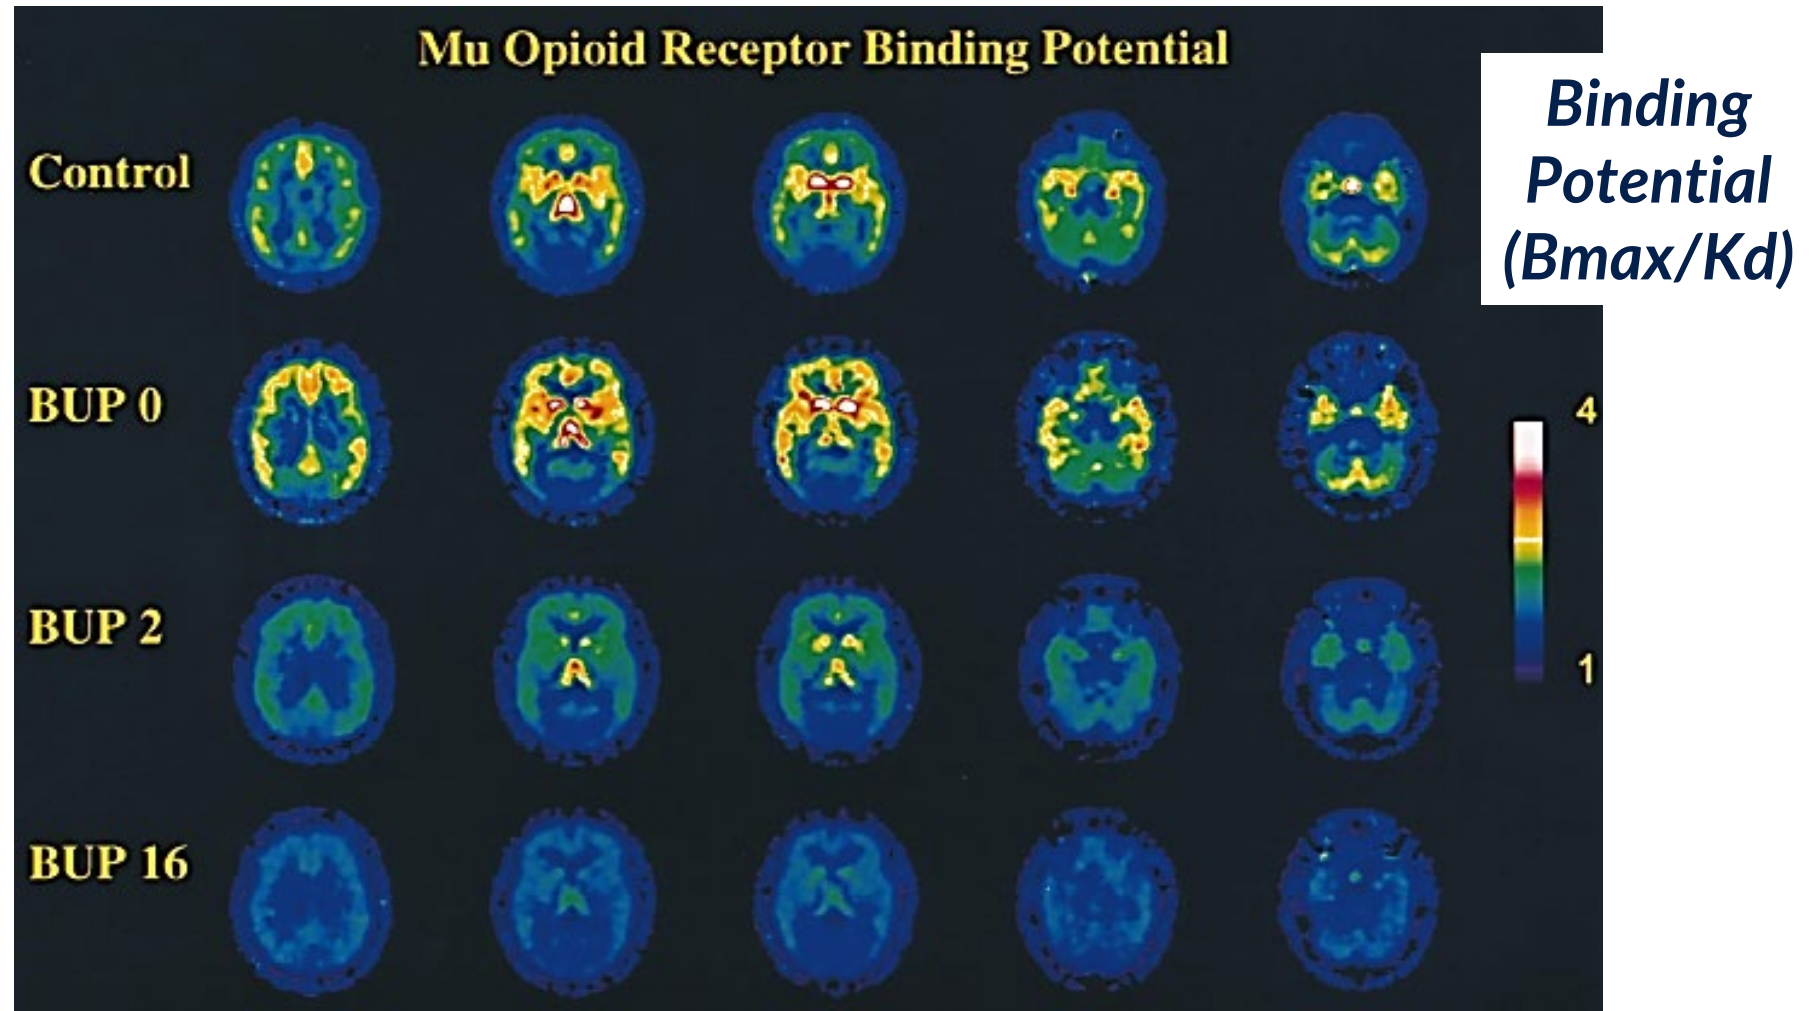 Mu Opioid Receptor Binding Potential
Binding
Potential
(Bmax/Kd)
Control
BUP 0
4
BUP 2
1
BUP 16